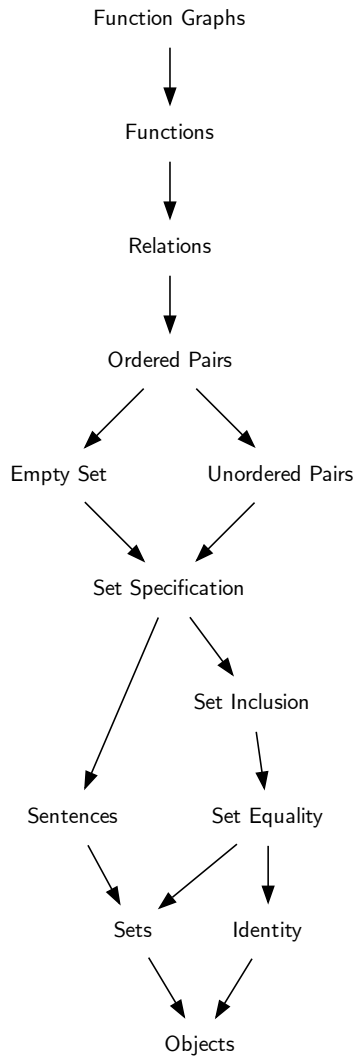 Function Graphs
Functions
Relations
Ordered Pairs
Empty Set
Unordered Pairs
Set Specification
Set Inclusion
Sentences
Set Equality
Sets
Identity
Objects